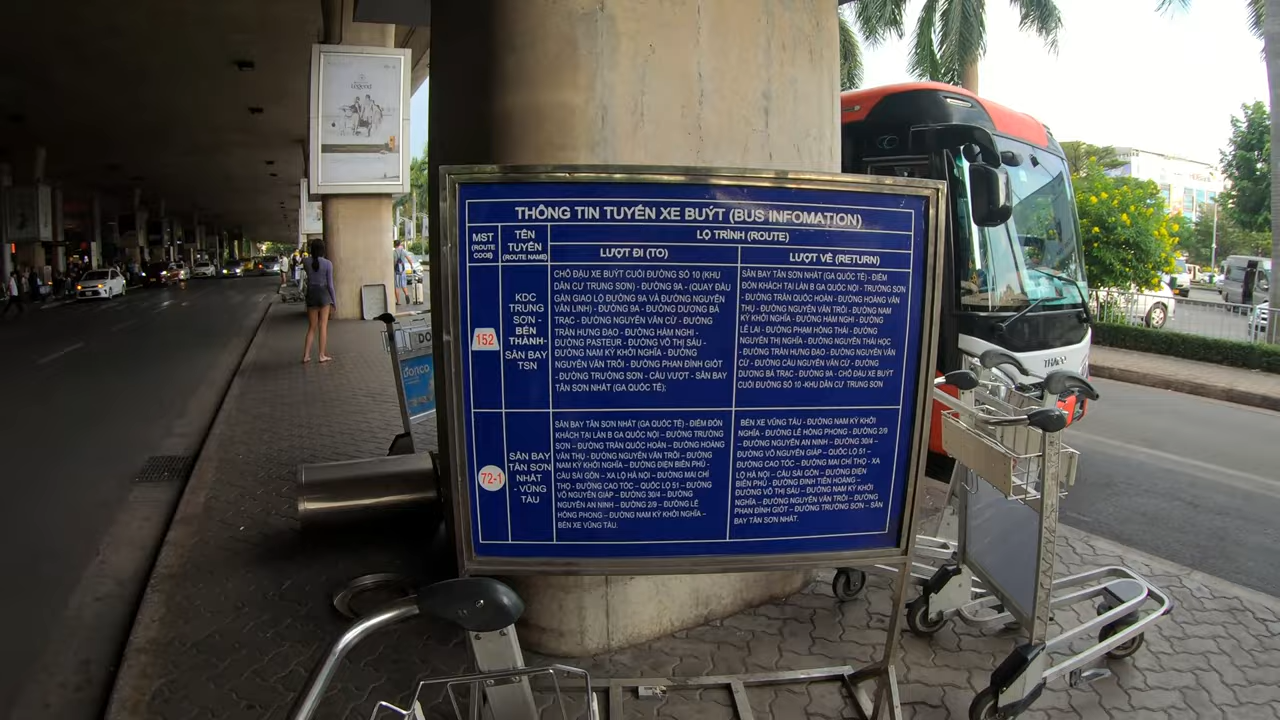 THÔNG TIN TUYẾN XE BUÝT (BUS INFOMATION)
MST
(ROUTE
CODE)
TÊN
TUYẾN
(ROUTE NAME)
LỘ TRÌNH (ROUTE)
LƯỢT ĐI (TO)
LƯỢT VỀ (RETURN)
152
KDC
TRUNG
SƠN -
BẾN
THÀNH-
SÂN BAY
TSN
CHỖ ĐẬU XE BUÝT CUỐI ĐƯỜNG SỐ 10 (KHU
DÂN CƯ TRUNG SƠN) - ĐƯỜNG 9A - (QUAY ĐẦU
GẦN GIAO LỘ ĐƯỜNG 9A VÀ ĐƯỜNG NGUYỄN
VĂN LINH) - ĐƯỜNG 9A - ĐƯỜNG DƯƠNG BÁ
TRẠC - ĐƯỜNG NGUYỄN VĂN CỪ - ĐƯỜNG
TRẦN HƯNG ĐẠO - ĐƯỜNG HÀM NGHI -
ĐƯỜNG PASTEUR - ĐƯỜNG VÕ THỊ SÁU -
ĐƯỜNG NAM KỲ KHỞI NGHĨA - ĐƯỜNG
NGUYỄN VĂN TRỖI - ĐƯỜNG PHAN ĐÌNH GIÓT
- ĐƯỜNG TRƯỜNG SƠN - CẦU VƯỢT - SÂN BAY
TÂN SƠN NHẤT (GA QUỐC TẾ);
SÂN BAY TÂN SƠN NHẤT (GA QUỐC TẾ) - ĐIỂM
ĐÓN KHÁCH TẠI LÀN B GA QUỐC NỘI - TRƯỜNG SƠN
- ĐƯỜNG TRẦN QUỐC HOÀN - ĐƯỜNG HOÀNG VĂN
THỤ - ĐƯỜNG NGUYỄN VĂN TRỖI - ĐƯỜNG NAM
KỲ KHỞI NGHĨA - ĐƯỜNG HÀM NGHI - ĐƯỜNG
LÊ LAI - ĐƯỜNG PHẠM HỒNG THÁI - ĐƯỜNG
NGUYỄN THỊ NGHĨA - ĐƯỜNG NGUYỄN THÁI HỌC
- ĐƯỜNG TRẦN HƯNG ĐẠO - ĐƯỜNG NGUYỄN VĂN
CỪ - ĐƯỜNG CẦU NGUYỄN VĂN CỪ - ĐƯỜNG
DƯƠNG BÁ TRẠC - ĐƯỜNG 9A - CHỖ ĐẬU XE BUÝT
CUỐI ĐƯỜNG SỐ 10 -KHU DÂN CƯ TRUNG SƠN
72-1
SÂN BAY
TÂN SƠN
NHẤT
- VŨNG
TÀU
SÂN BAY TÂN SƠN NHẤT (GA QUỐC TẾ) - ĐIỂM ĐÓN
KHÁCH TẠI LÀN B GA QUỐC NỘI - ĐƯỜNG TRƯỜNG
SƠN - ĐƯỜNG TRẦN QUỐC HOÀN - ĐƯỜNG HOÀNG
VĂN THỤ - ĐƯỜNG NGUYỄN VĂN TRỖI - ĐƯỜNG
NAM KỲ KHỞI NGHĨA - ĐƯỜNG ĐIỆN BIÊN PHỦ -
CẦU SÀI GÒN - XA LỘ HÀ NỘI - ĐƯỜNG MAI CHÍ
THỌ - ĐƯỜNG CAO TỐC – QUỐC LỘ 51 – ĐƯỜNG
VÕ NGUYÊN GIÁP – ĐƯỜNG 30/4 – ĐƯỜNG
NGUYỄN AN NINH – ĐƯỜNG 2/9 – ĐƯỜNG LÊ
HỒNG PHONG – ĐƯỜNG NAM KỲ KHỞI NGHĨA –
BẾN XE VŨNG TÀU.
BẾN XE VŨNG TÀU - ĐƯỜNG NAM KỲ KHỞI
NGHĨA - ĐƯỜNG LÊ HỒNG PHONG - ĐƯỜNG 2/9
– ĐƯỜNG NGUYỄN AN NINH – ĐƯỜNG 30/4 –
ĐƯỜNG VÕ NGUYÊN GIÁP - QUỐC LỘ 51 –
ĐƯỜNG CAO TỐC - ĐƯỜNG MAI CHÍ THỌ - XA
LỘ HÀ NỘI - CẦU SÀI GÒN - ĐƯỜNG ĐIỆN
BIÊN PHỦ - ĐƯỜNG ĐINH TIÊN HOÀNG –
ĐƯỜNG VÕ THỊ SÁU - ĐƯỜNG NAM KỲ KHỞI
NGHĨA – ĐƯỜNG NGUYỄN VĂN TRỖI - ĐƯỜNG
PHAN ĐÌNH GIÓT – ĐƯỜNG TRƯỜNG SƠN – SÂN
BAY TÂN SƠN NHẤT.
THACO
Legend